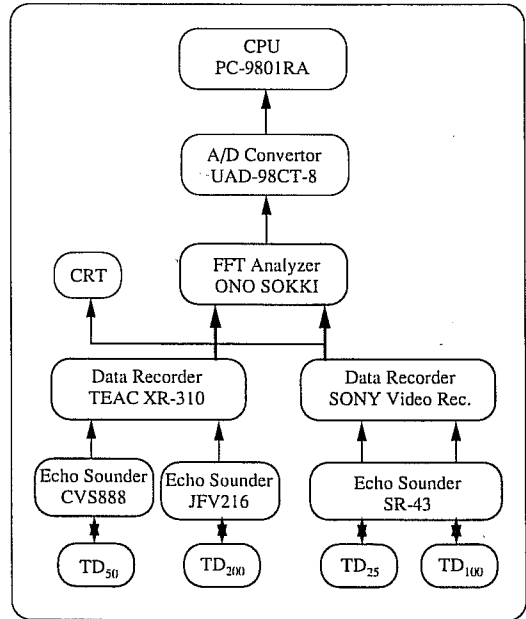 CPU
PC-9801RA
A/D Convertor
UAD-98CT-8
CRT
FFT Analyzer
ONO SOKKI
Data Recorder
TEAC XR-310
Data Recorder
SONY Video Rec.
Echo Sounder
CVS888
Echo Sounder
JFV216
Echo Sounder
SR-43
TD50
TD200
TD25
TD100